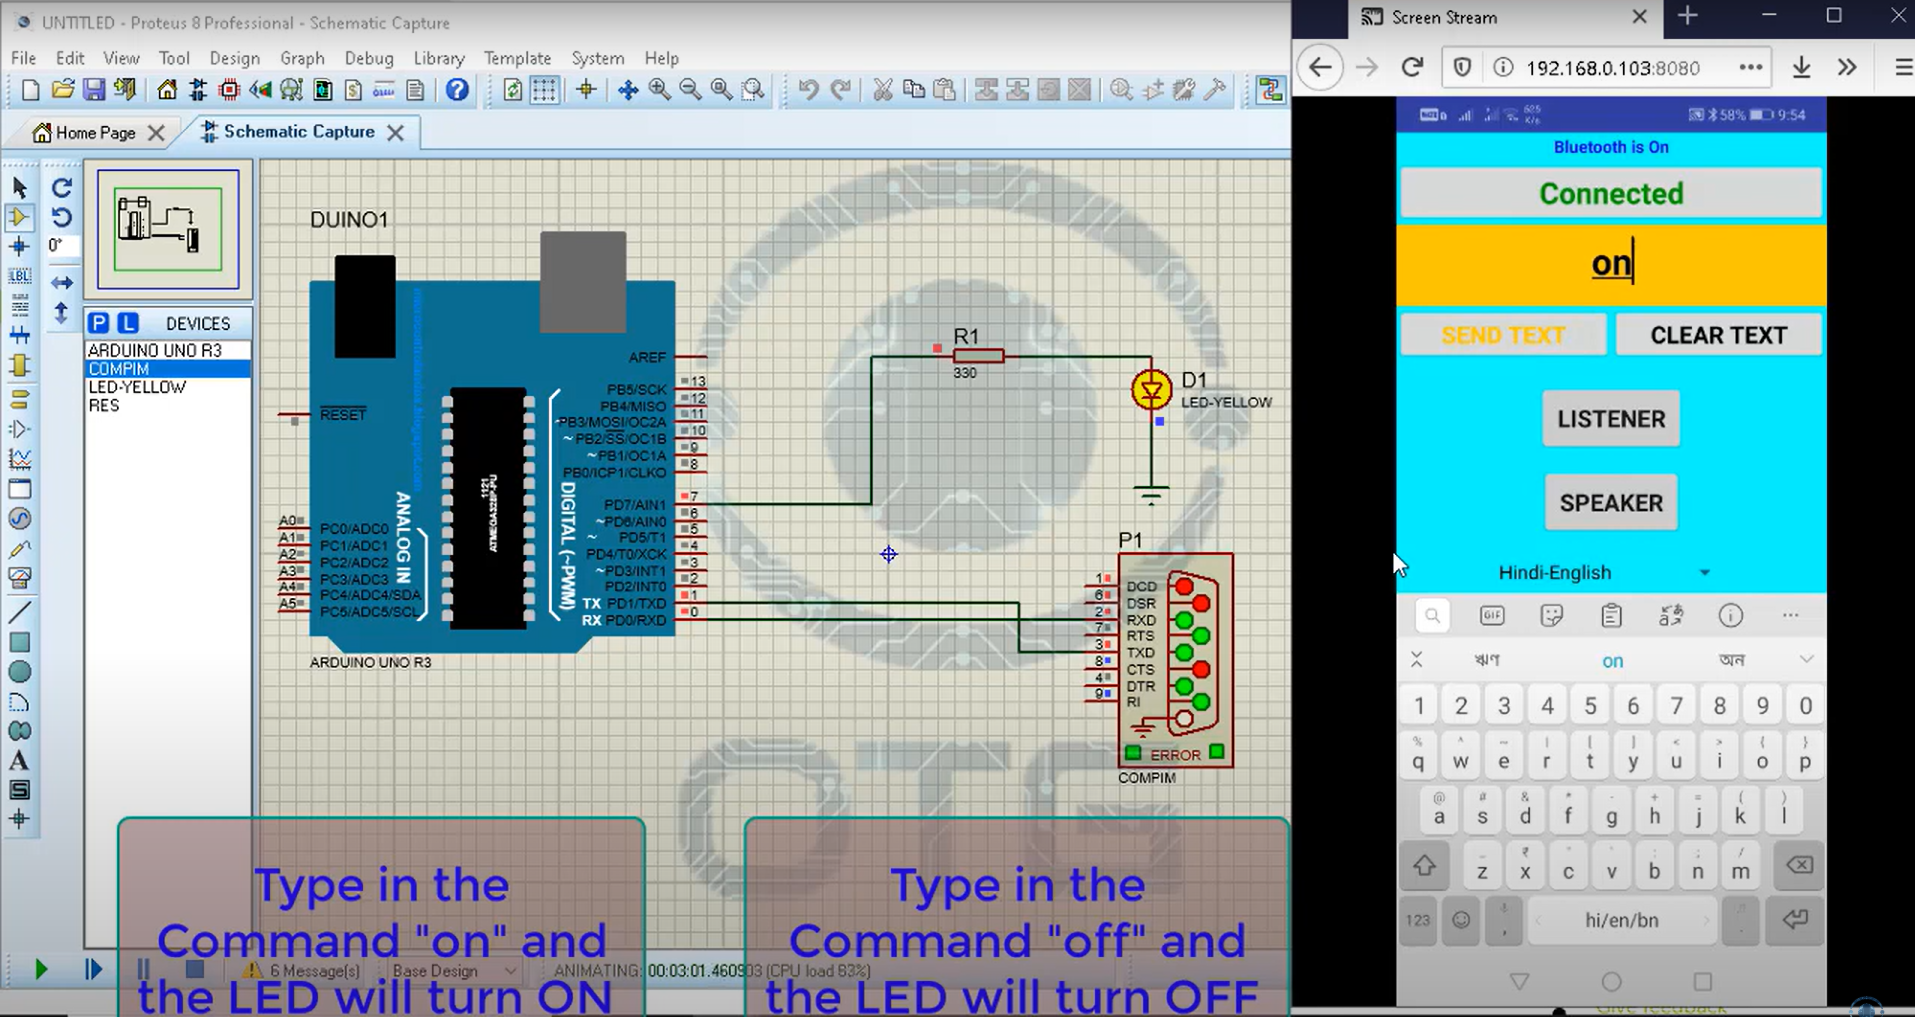 UNTITLED - Proteus 8 Professional - Schematic Capture
File Edit View Tool Design Graph Debug Library Template System Help
Home Page
Schematic Capture
0°
LBL
P L DEVICES
ARDUINO UNO R3
COMPIM
LED-YELLOW
RES
A
S
DUINO1
RESET
AREF
PB5/SCK 13
PB4/MISO 12
~PB3/MOSI/OC2A 11
~PB2/SS/OC1B 10
~PB1/OC1A 9
PB0/ICP1/CLKO 8
PD7/AIN1 7
~PD6/AIN0 6
~ PD5/T1 5
PD4/T0/XCK 4
~PD3/INT1 3
PD2/INT0 2
TX PD1/TXD 1
RX PD0/RXD 0
DIGITAL (~PWM)
ANALOG IN
1121
ATMEGA328P-PU
A0 PC0/ADC0
A1 PC1/ADC1
A2 PC2/ADC2
A3 PC3/ADC3
A4 PC4/ADC4/SDA
A5 PC5/ADC5/SCL
ARDUINO UNO R3
R1
330
D1
LED-YELLOW
P1
1 DCD
6 DSR
2 RXD
7 RTS
3 TXD
8 CTS
4 DTR
9 RI
ERROR
COMPIM
OTG
Type in the
Command "on" and
the LED will turn ON
Type in the
Command "off" and
the LED will turn OFF
6 Message(s) Base Design ANIMATING: 00:03:01.460903 (CPU load 63%)
Screen Stream
192.168.0.103:8080
625
K/s
58% 9:54
Bluetooth is On
Connected
on
SEND TEXT CLEAR TEXT
LISTENER
SPEAKER
Hindi-English
GIF
ঋণ on অন
1 2 3 4 5 6 7 8 9 0
% ^ ~ | [ ] < > { }
q w e r t y u i o p
@ # & * - + = ( )
a s d f g h j k l
_ ₹ " ' : ; /
z x c v b n m
123 , hi/en/bn .
Give feedback